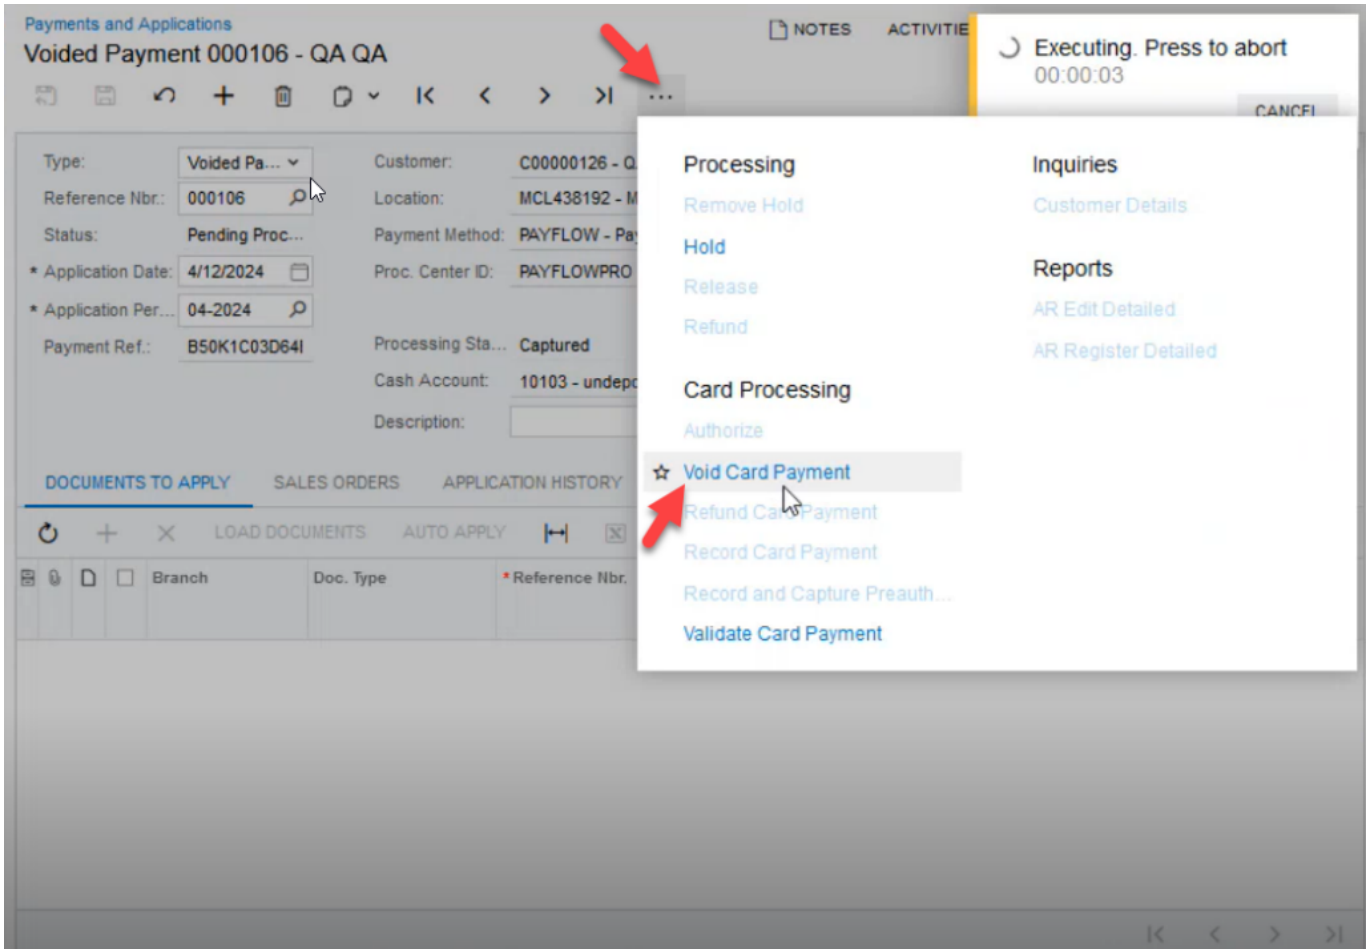 Payments and Applications
Voided Payment 000106 - QA QA
NOTES
ACTIVITIE
Executing. Press to abort
00:00:03
CANCEL
Type:
Voided Pa...
Customer:
C00000126 - Q
Reference Nbr.:
000106
Location:
MCL438192 - M
Status:
Pending Proc...
Payment Method:
PAYFLOW - Pay
* Application Date:
4/12/2024
Proc. Center ID:
PAYFLOWPRO
* Application Per...
04-2024
Payment Ref.:
B50K1C03D64I
Processing Sta...
Captured
Cash Account:
10103 - undepo
Description:
DOCUMENTS TO APPLY
SALES ORDERS
APPLICATION HISTORY
LOAD DOCUMENTS
AUTO APPLY
Branch
Doc. Type
* Reference Nbr.
Processing
Remove Hold
Hold
Release
Refund
Card Processing
Authorize
Void Card Payment
Refund Card Payment
Record Card Payment
Record and Capture Preauth...
Validate Card Payment
Inquiries
Customer Details
Reports
AR Edit Detailed
AR Register Detailed